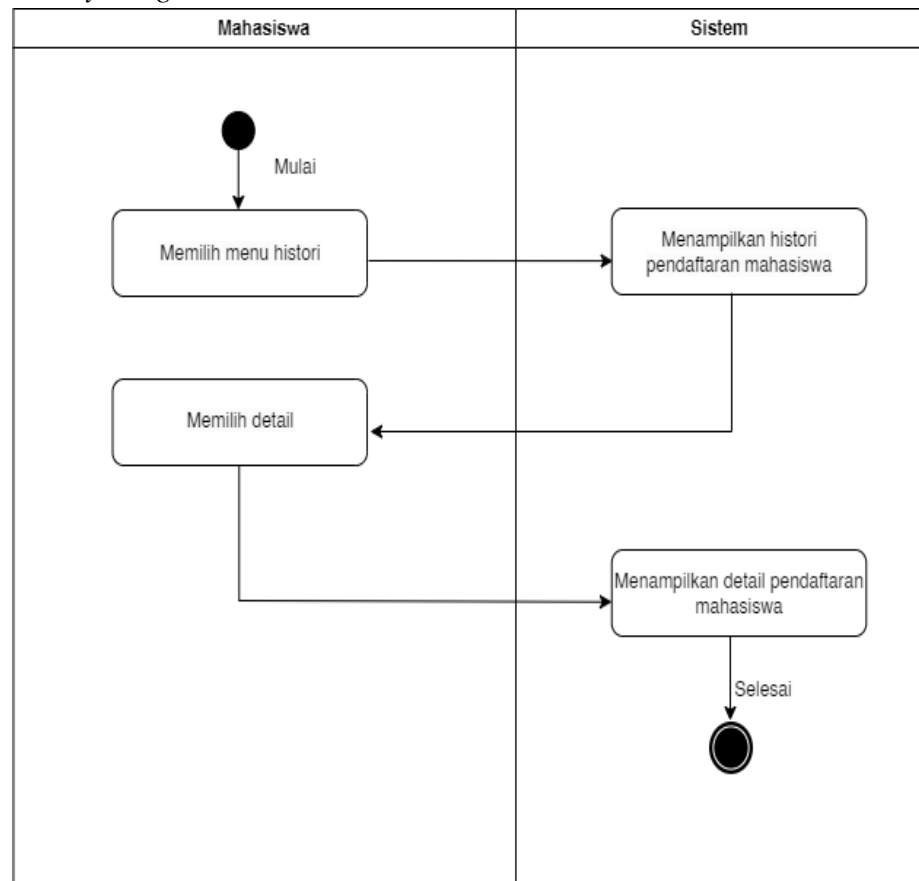 Mahasiswa
Sistem
Mulai
Memilih menu histori
Menampilkan histori
pendaftaran mahasiswa
Memilih detail
Menampilkan detail pendaftaran
mahasiswa
Selesai